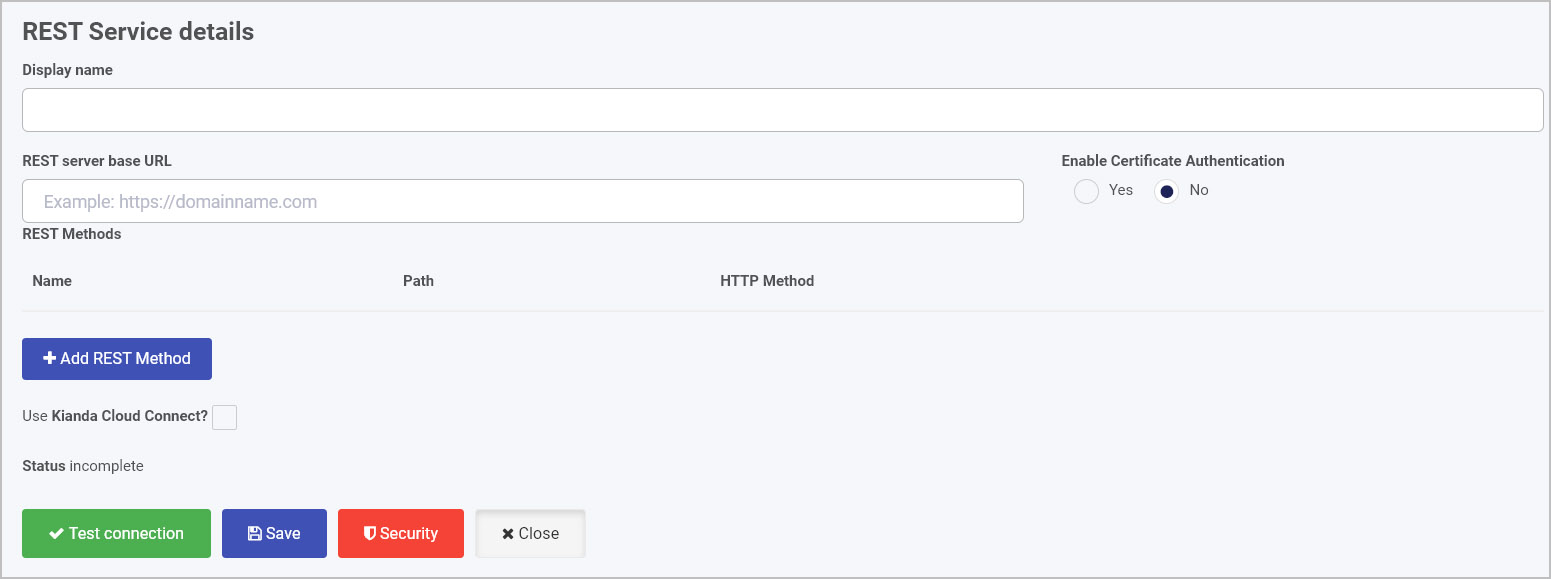 REST Service details
Display name
REST server base URL
Enable Certificate Authentication
Example: https://domainname.com
Yes No
REST Methods
Name Path HTTP Method
Add REST Method
Use Kianda Cloud Connect?
Status incomplete
Test connection Save Security Close